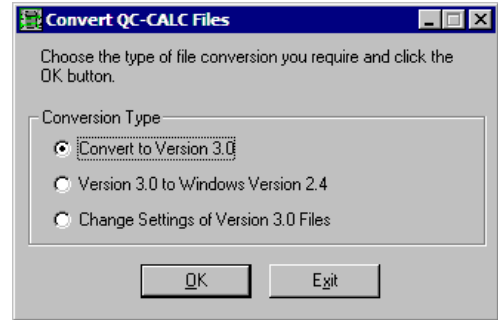 Convert QC-CALC Files
Choose the type of file conversion you require and click the
OK button.
Conversion Type
Convert to Version 3.0
Version 3.0 to Windows Version 2.4
Change Settings of Version 3.0 Files
OK
Exit